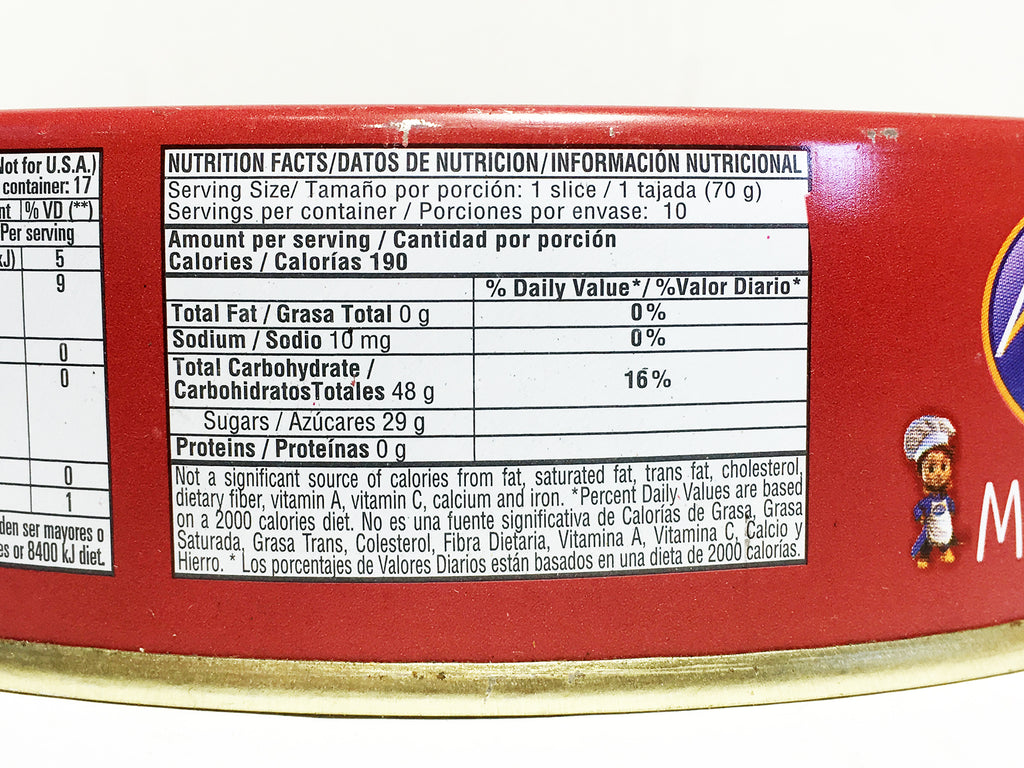 Not for U.S.A.)
container: 17
% VD (**)
Per serving
kJ) 5
9
0
0
0
1
den ser mayores o
es or 8400 kJ diet.
NUTRITION FACTS/DATOS DE NUTRICION/INFORMACIÓN NUTRICIONAL
Serving Size/ Tamaño por porción: 1 slice / 1 tajada (70 g)
Servings per container / Porciones por envase: 10
Amount per serving / Cantidad por porción
Calories / Calorías 190
% Daily Value*/ %Valor Diario*
Total Fat / Grasa Total 0 g 0%
Sodium / Sodio 10 mg 0%
Total Carbohydrate /
CarbohidratosTotales 48 g 16%
Sugars / Azúcares 29 g
Proteins / Proteínas 0 g
Not a significant source of calories from fat, saturated fat, trans fat, cholesterol,
dietary fiber, vitamin A, vitamin C, calcium and iron. *Percent Daily Values are based
on a 2000 calories diet. No es una fuente significativa de Calorías de Grasa, Grasa
Saturada, Grasa Trans, Colesterol, Fibra Dietaria, Vitamina A, Vitamina C, Calcio y
Hierro. * Los porcentajes de Valores Diarios están basados en una dieta de 2000 calorías.
M